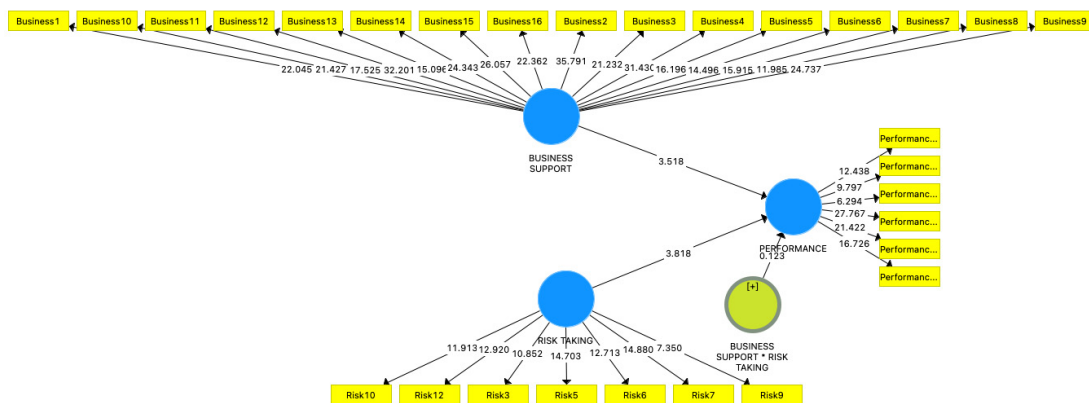 Business1 Business10 Business11 Business12 Business13 Business14 Business15 Business16 Business2 Business3 Business4 Business5 Business6 Business7 Business8 Business9
22.045 21.427 17.525 32.201 15.096 24.343 26.057 22.362 35.791 21.232 31.430 16.196 14.496 15.915 11.985 24.737
BUSINESS
SUPPORT
3.518
Performanc...
12.438
Performanc...
9.797
Performanc...
6.294
Performanc...
27.767
Performanc...
21.422
Performanc...
16.726
PERFORMANCE
0.123
3.818
[+]
BUSINESS
SUPPORT * RISK
TAKING
RISK TAKING
11.913 12.920 10.852 14.703 12.713 14.880 7.350
Risk10 Risk12 Risk3 Risk5 Risk6 Risk7 Risk9